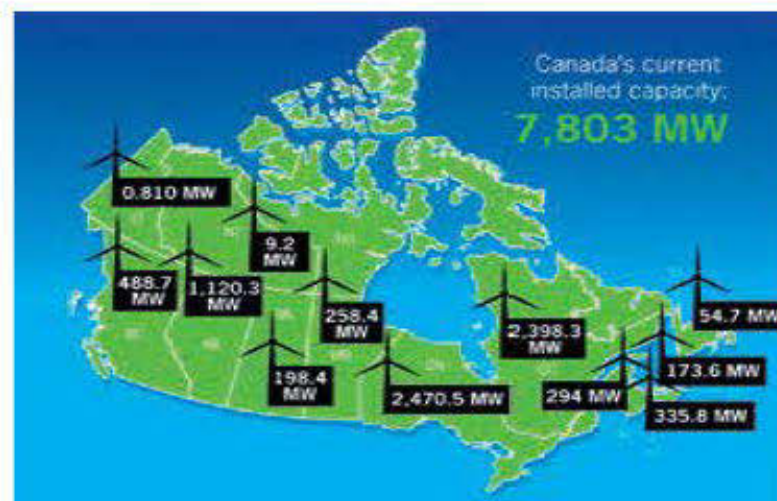 Canada's current
installed capacity:
7,803 MW
0.810 MW
9.2
MW
488.7
MW
1,120.3
MW
258.4
MW
2,398.3
MW
54.7 MW
198.4
MW
2,470.5 MW
294 MW
173.6 MW
335.8 MW